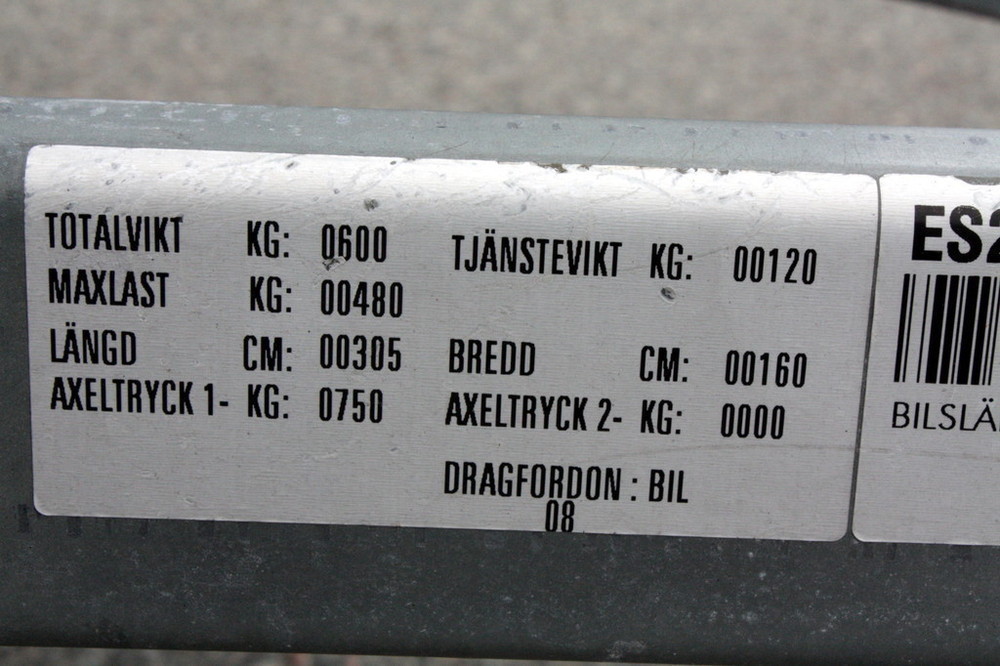 TOTALVIKT KG: 0600 TJÄNSTEVIKT KG: 00120
MAXLAST KG: 00480
LÄNGD CM: 00305 BREDD CM: 00160
AXELTRYCK 1- KG: 0750 AXELTRYCK 2- KG: 0000
DRAGFORDON : BIL
08
ES2
BILSLÄ